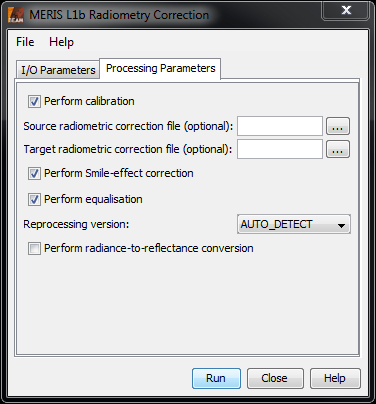 MERIS L1b Radiometry Correction
File Help
I/O Parameters Processing Parameters
Perform calibration
Source radiometric correction file (optional): ...
Target radiometric correction file (optional): ...
Perform Smile-effect correction
Perform equalisation
Reprocessing version: AUTO_DETECT
Perform radiance-to-reflectance conversion
Run Close Help